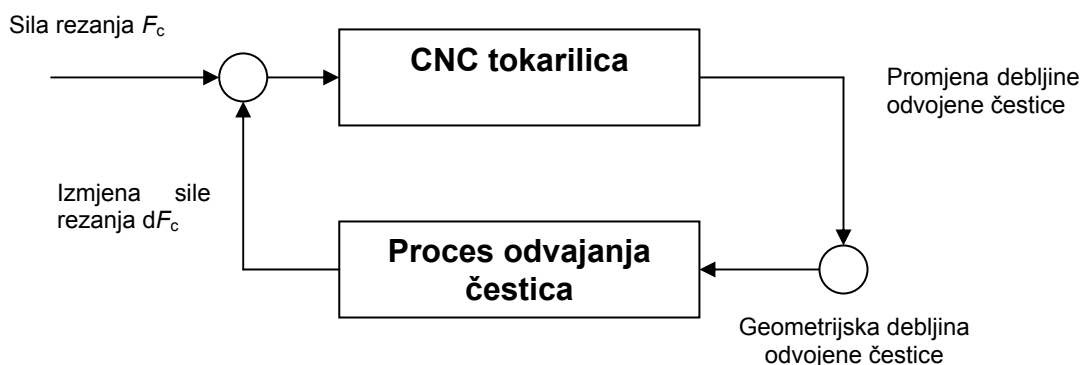 Sila rezanja Fc
CNC tokarilica
Promjena debljine
odvojene čestice
Izmjena sile
rezanja dFc
Proces odvajanja
čestica
Geometrijska debljina
odvojene čestice